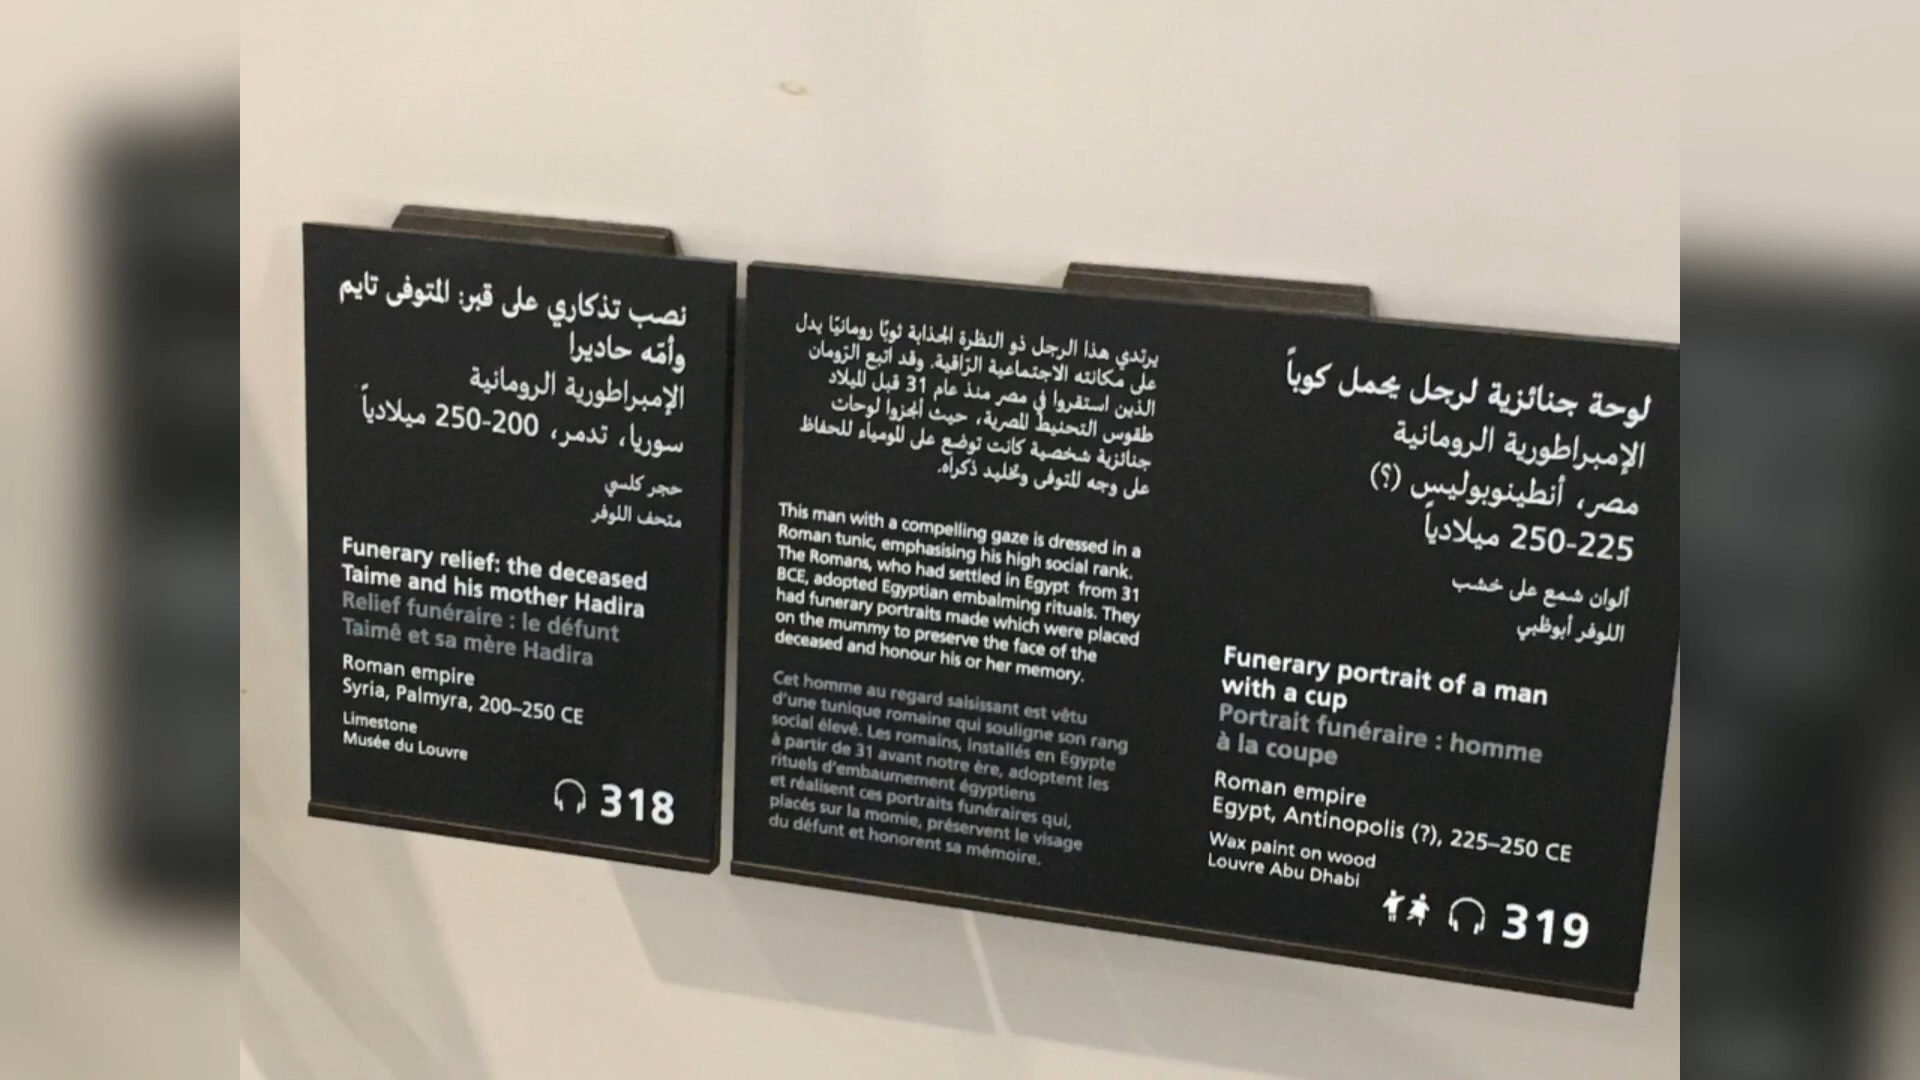 نصب تذكاري على قبر: المتوفى تايم
وأمّه حاديرا
الإمبراطورية الرومانية
سوريا، تدمر، 200-250 ميلادياً
حجر كلسي
متحف اللوفر
Funerary relief: the deceased
Taime and his mother Hadira
Relief funéraire : le défunt
Taimê et sa mère Hadira
Roman empire
Syria, Palmyra, 200–250 CE
Limestone
Musée du Louvre
318
يرتدي هذا الرجل ذو النظرة الجذابة ثوبًا رومانيًا يدل
على مكانته الاجتماعية الرّاقية. وقد اتبع الرّومان
الذين استقروا في مصر منذ عام 31 قبل الميلاد
طقوس التحنيط المصرية، حيث أنجزوا لوحات
جنائزية شخصية كانت توضع على المومياء للحفاظ
على وجه المتوفى وتخليد ذكراه.
This man with a compelling gaze is dressed in a
Roman tunic, emphasising his high social rank.
The Romans, who had settled in Egypt from 31
BCE, adopted Egyptian embalming rituals. They
had funerary portraits made which were placed
on the mummy to preserve the face of the
deceased and honour his or her memory.
Cet homme au regard saisissant est vêtu
d'une tunique romaine qui souligne son rang
social élevé. Les romains, installés en Egypte
à partir de 31 avant notre ère, adoptent les
rituels d'embaumement égyptiens
et réalisent ces portraits funéraires qui,
placés sur la momie, préservent le visage
du défunt et honorent sa mémoire.
لوحة جنائزية لرجل يحمل كوباً
الإمبراطورية الرومانية
مصر، أنطينوبوليس (؟)
225-250 ميلادياً
ألوان شمع على خشب
اللوفر أبوظبي
Funerary portrait of a man
with a cup
Portrait funéraire : homme
à la coupe
Roman empire
Egypt, Antinopolis (?), 225–250 CE
Wax paint on wood
Louvre Abu Dhabi
319